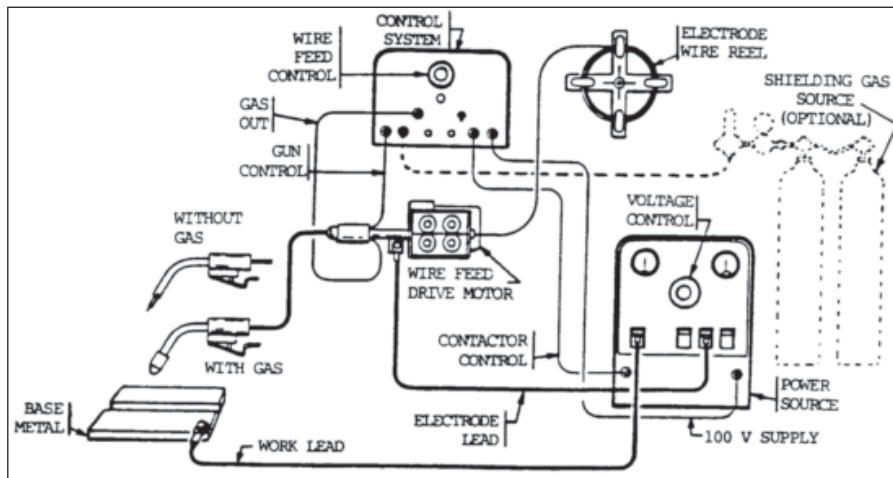 CONTROL
SYSTEM
WIRE
FEED
CONTROL
ELECTRODE
WIRE REEL
SHIELDING GAS
SOURCE
(OPTIONAL)
GAS
OUT
GUN
CONTROL
WITHOUT
GAS
VOLTAGE
CONTROL
WIRE FEED
DRIVE MOTOR
CONTACTOR
CONTROL
WITH GAS
BASE
METAL
POWER
SOURCE
ELECTRODE
LEAD
WORK LEAD
100 V SUPPLY